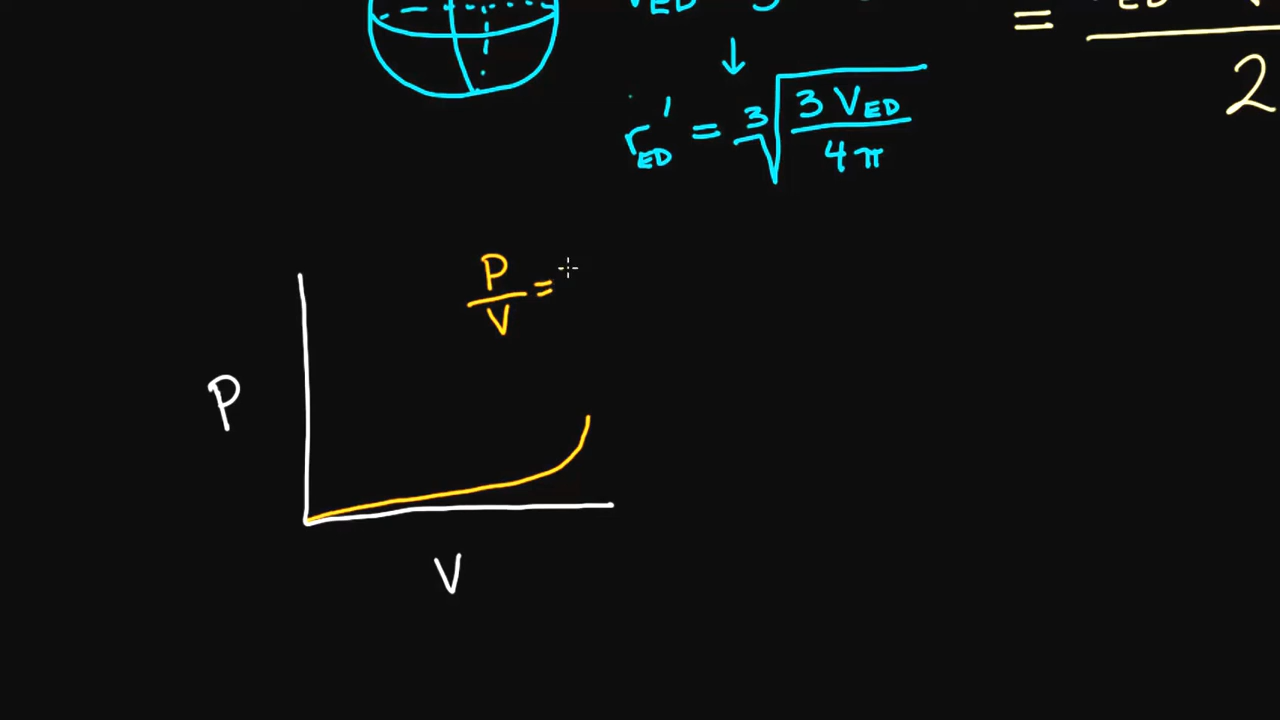 =
2
↓
r'ED = ∛(3 VED / 4π)
P/V =
P
V